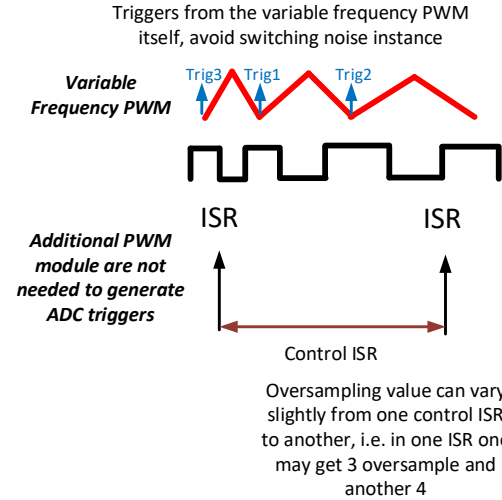 Triggers from the variable frequency PWM
itself, avoid switching noise instance
Variable
Frequency PWM
Trig3
Trig1
Trig2
ISR
ISR
Additional PWM
module are not
needed to generate
ADC triggers
Control ISR
Oversampling value can vary
slightly from one control ISR
to another, i.e. in one ISR one
may get 3 oversample and
another 4